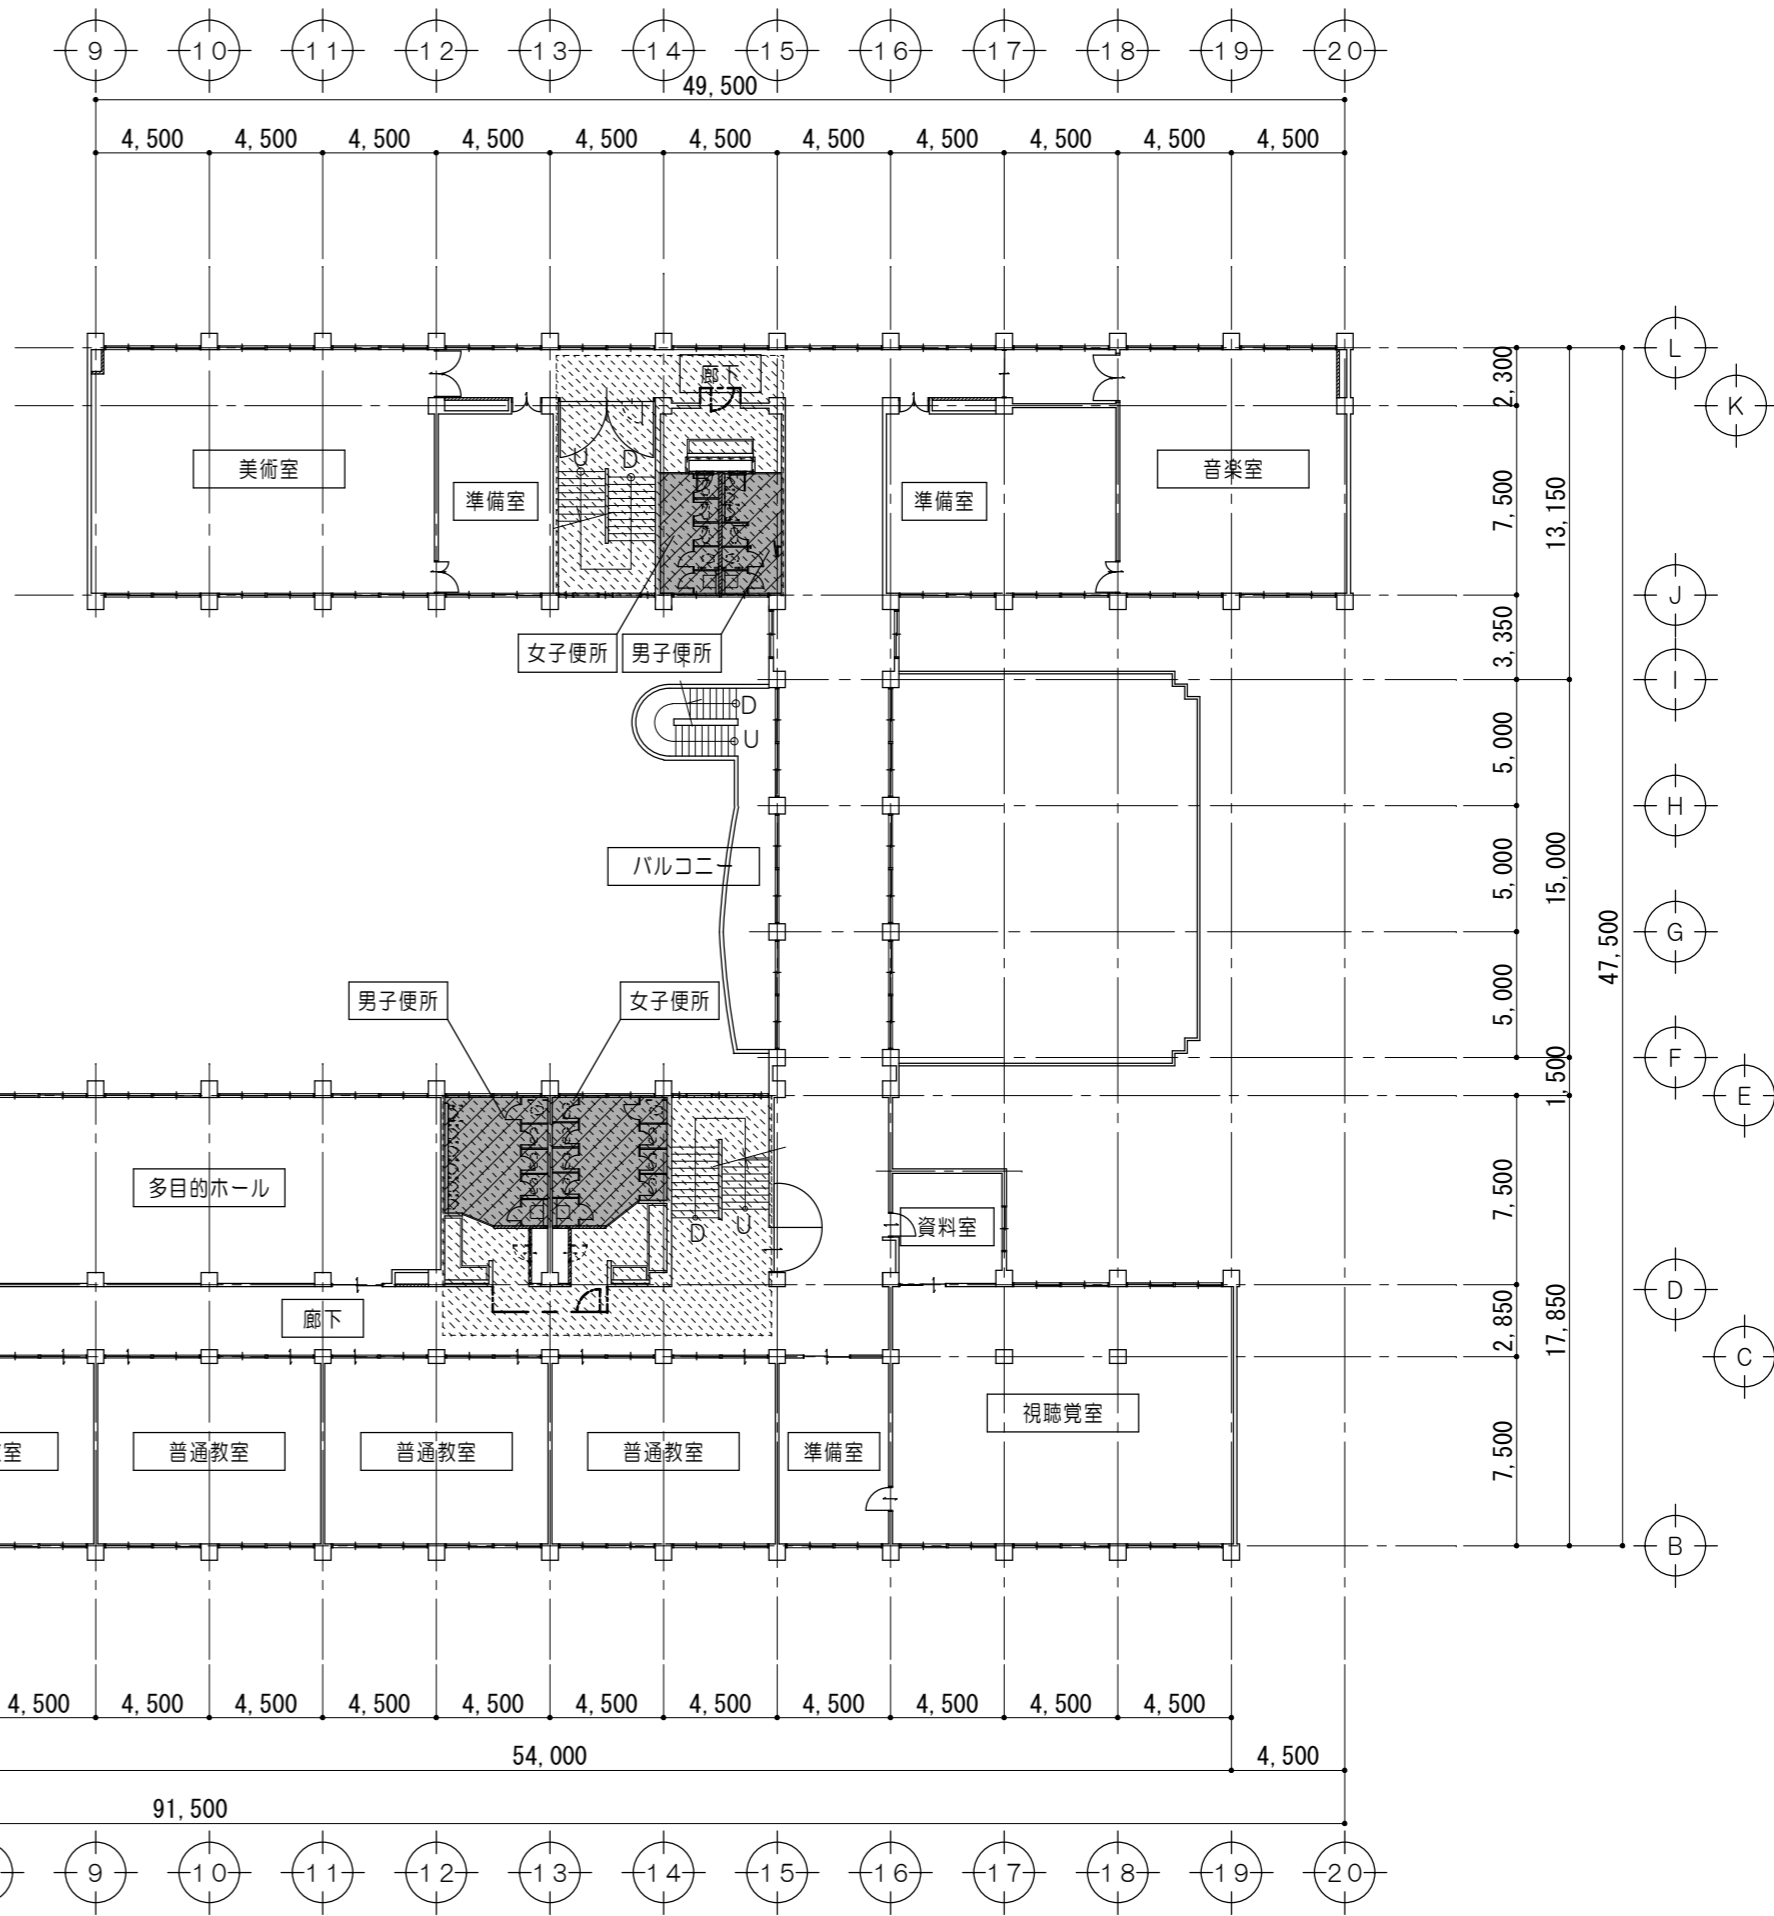 9 10 11 12 13 14 15 16 17 18 19 20
49,500
4,500 4,500 4,500 4,500 4,500 4,500 4,500 4,500 4,500 4,500 4,500
L
2,300
K
廊下
美術室
準備室
U D
準備室
音楽室
7,500
13,150
J
女子便所
男子便所
3,350
I
D
U
5,000
H
バルコニー
5,000
15,000
G
47,500
男子便所
女子便所
5,000
F
1,500
E
多目的ホール
D U
資料室
7,500
D
廊下
2,850
17,850
C
室
普通教室
普通教室
普通教室
準備室
視聴覚室
7,500
B
4,500 4,500 4,500 4,500 4,500 4,500 4,500 4,500 4,500 4,500 4,500
54,000 4,500
91,500
9 10 11 12 13 14 15 16 17 18 19 20